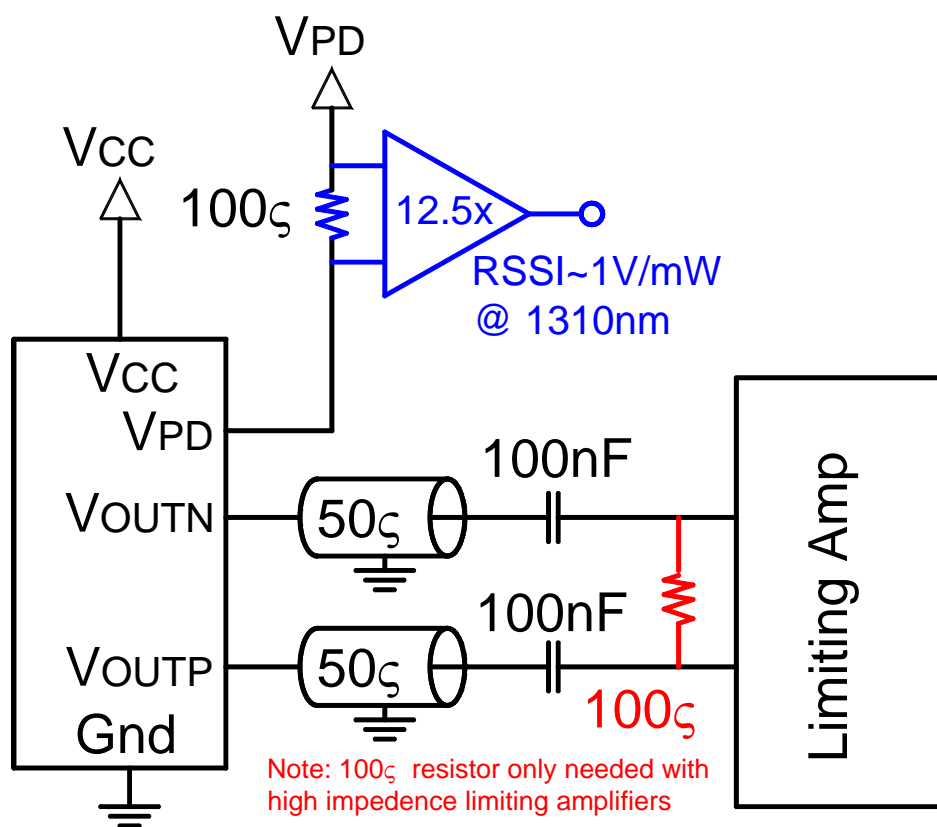 VPD
VCC
100ς
12.5x
RSSI~1V/mW
@ 1310nm
VCC
VPD
VOUTN
VOUTP
Gnd
50ς
100nF
50ς
100nF
100ς
Limiting Amp
Note: 100ς resistor only needed with
high impedence limiting amplifiers